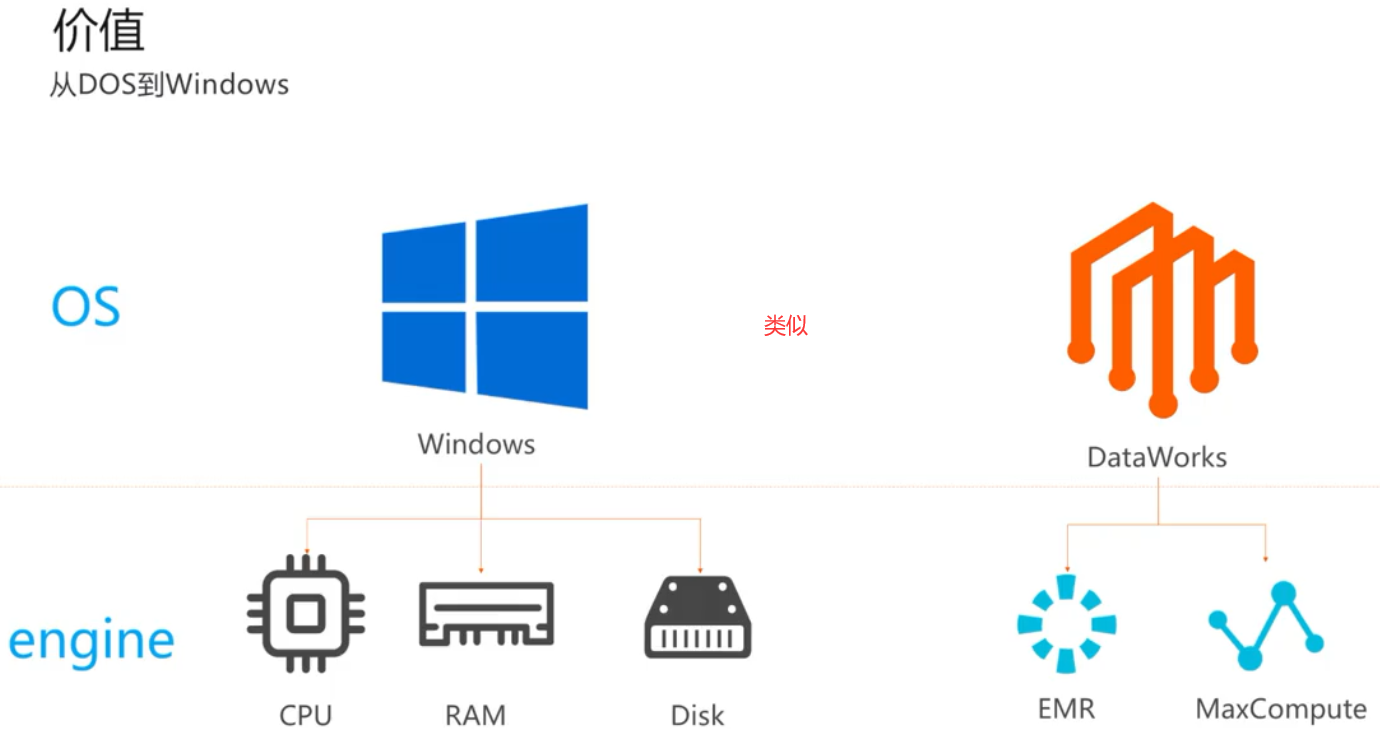 价值
从DOS到Windows
OS
类似
Windows
DataWorks
engine
CPU
RAM
Disk
EMR
MaxCompute